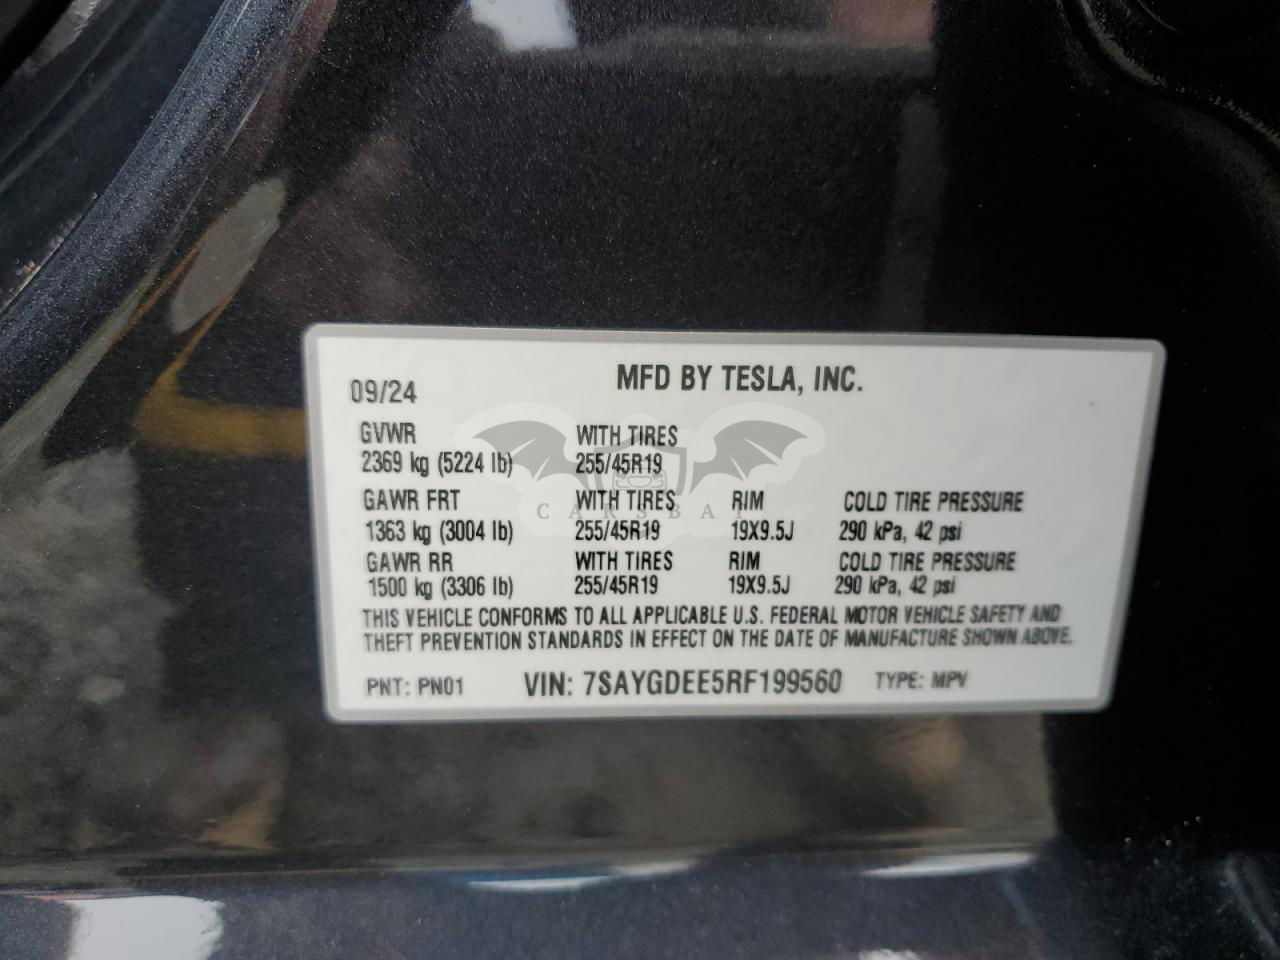 MFD BY TESLA, INC.
09/24
GVWR WITH TIRES
2369 kg (5224 lb) 255/45R19
GAWR FRT WITH TIRES RIM COLD TIRE PRESSURE
1363 kg (3004 lb) 255/45R19 19X9.5J 290 kPa, 42 psi
GAWR RR WITH TIRES RIM COLD TIRE PRESSURE
1500 kg (3306 lb) 255/45R19 19X9.5J 290 kPa, 42 psi
THIS VEHICLE CONFORMS TO ALL APPLICABLE U.S. FEDERAL MOTOR VEHICLE SAFETY AND
THEFT PREVENTION STANDARDS IN EFFECT ON THE DATE OF MANUFACTURE SHOWN ABOVE.
PNT: PN01 VIN: 7SAYGDEE5RF199560 TYPE: MPV
CARSBAT